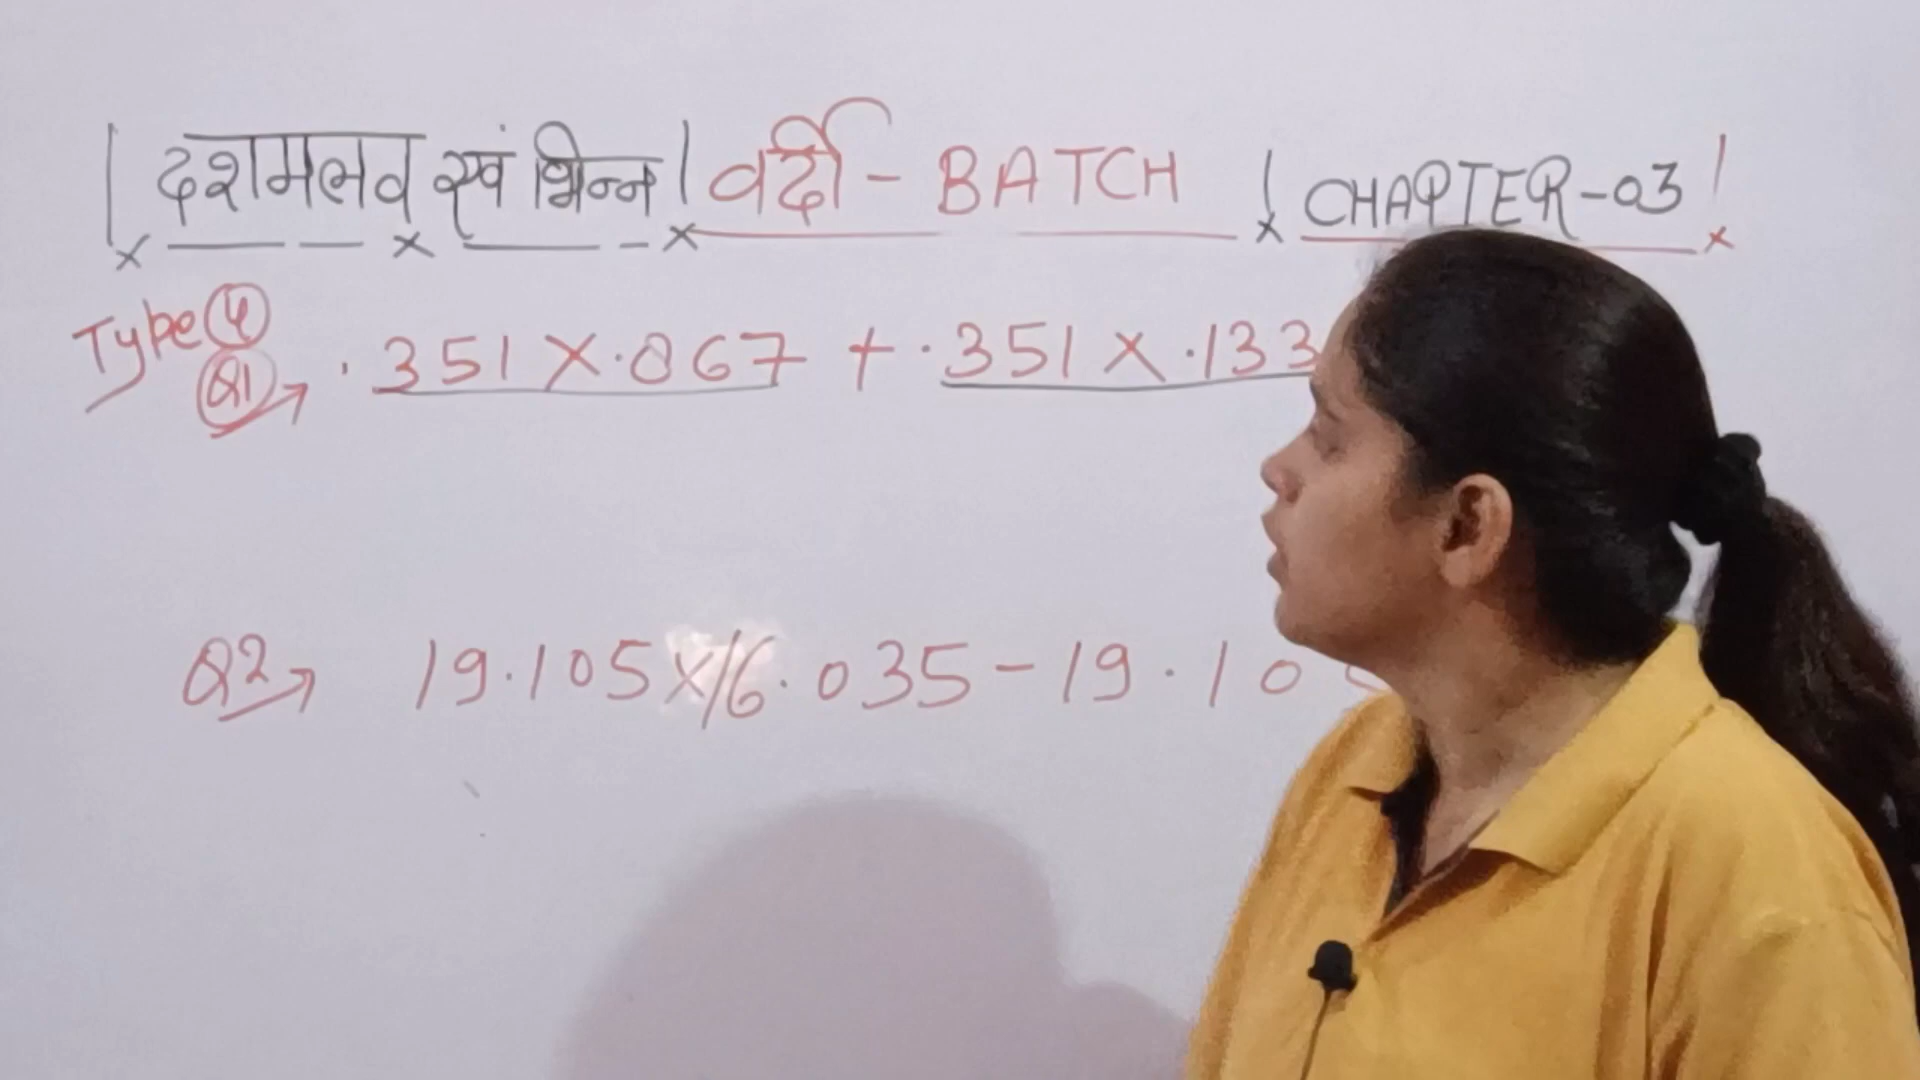 | दशमलव एवं भिन्न | वर्दी - BATCH | CHAPTER-03 |
Type 4
Q1 → .351 × .867 + .351 × .133
Q2 → 19.105 × 16.035 - 19.10